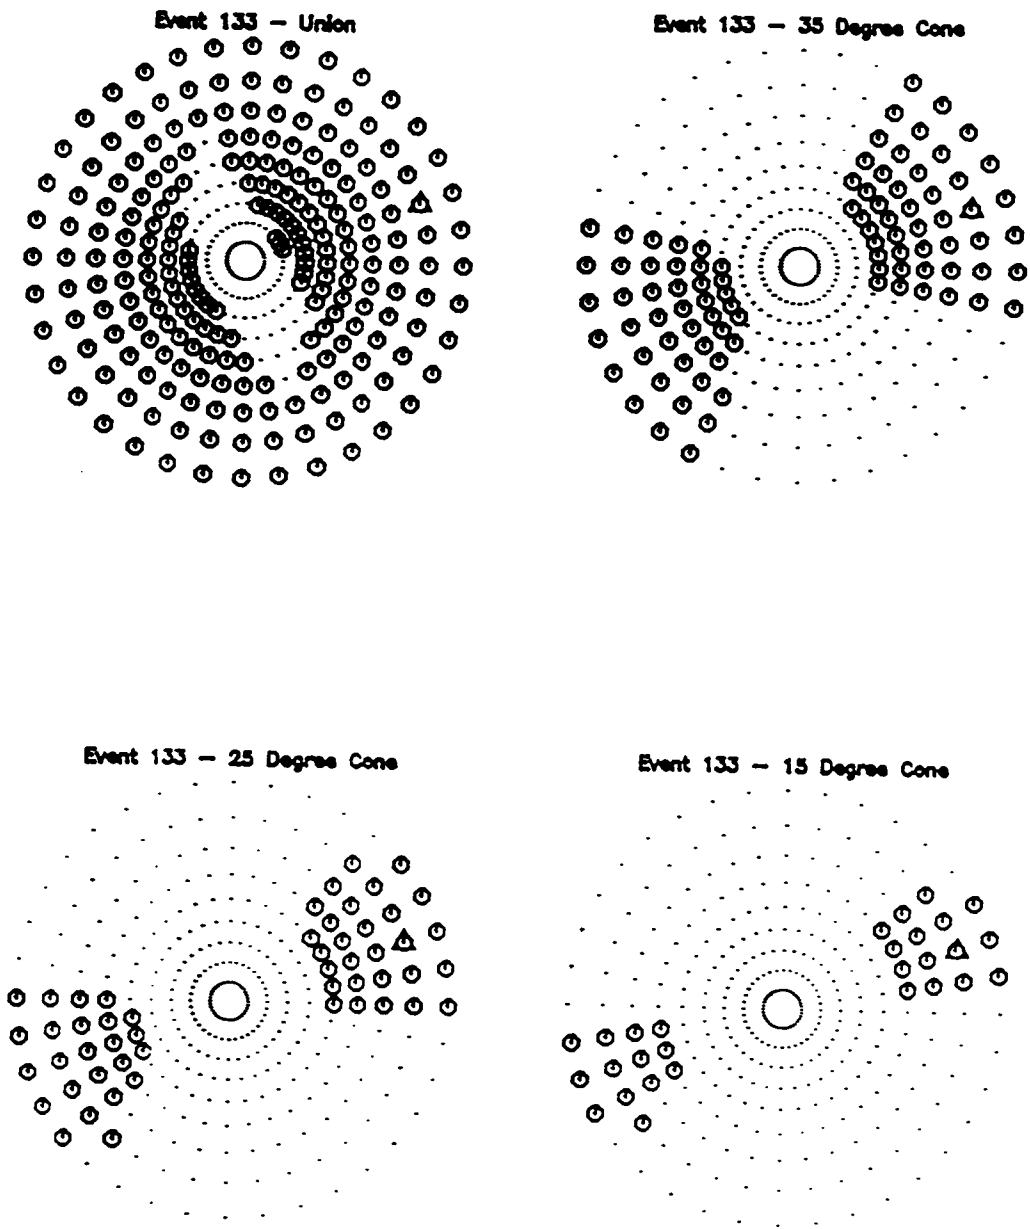 Event 133 – Union
Event 133 – 35 Degree Cone
Event 133 – 25 Degree Cone
Event 133 – 15 Degree Cone